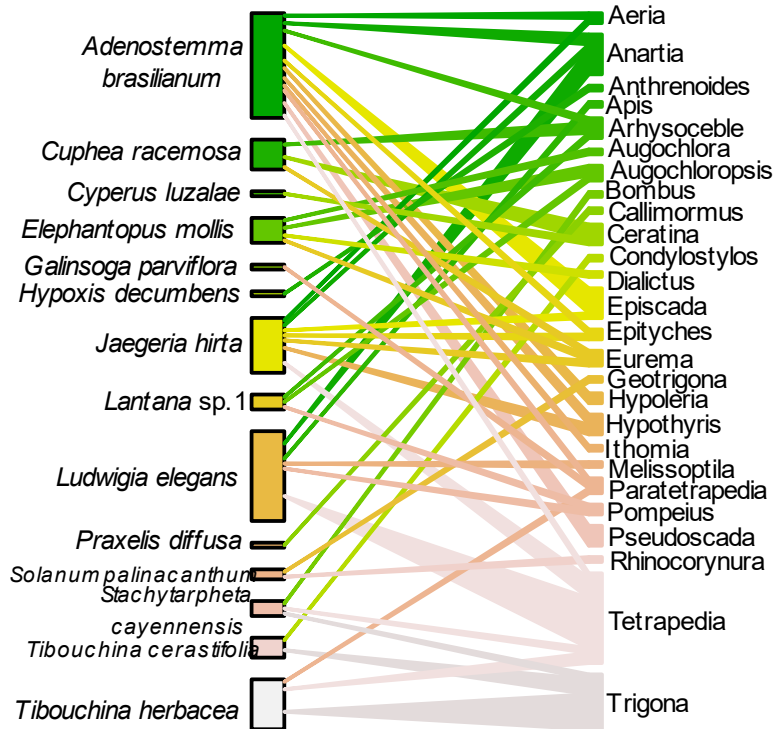 Adenostemma
brasilianum
Cuphea racemosa
Cyperus luzalae
Elephantopus mollis
Galinsoga parviflora
Hypoxis decumbens
Jaegeria hirta
Lantana sp.1
Ludwigia elegans
Praxelis diffusa
Solanum palinacanthum
Stachytarpheta
cayennensis
Tibouchina cerastifolia
Tibouchina herbacea
Aeria
Anartia
Anthrenoides
Apis
Arhysoceble
Augochlora
Augochloropsis
Bombus
Callimormus
Ceratina
Condylostylos
Dialictus
Episcada
Epityches
Eurema
Geotrigona
Hypoleria
Hypothyris
Ithomia
Melissoptila
Paratetrapedia
Pompeius
Pseudoscada
Rhinocorynura
Tetrapedia
Trigona